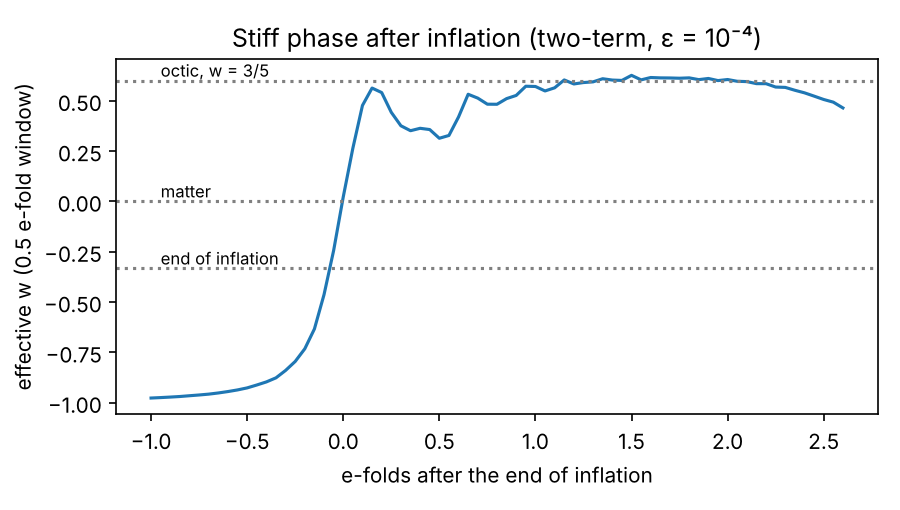 Stiff phase after inflation (two-term, ε = 10⁻⁴)
effective w (0.5 e-fold window)
0.50
0.25
0.00
−0.25
−0.50
−0.75
−1.00
octic, w = 3/5
matter
end of inflation
−1.0 −0.5 0.0 0.5 1.0 1.5 2.0 2.5
e-folds after the end of inflation